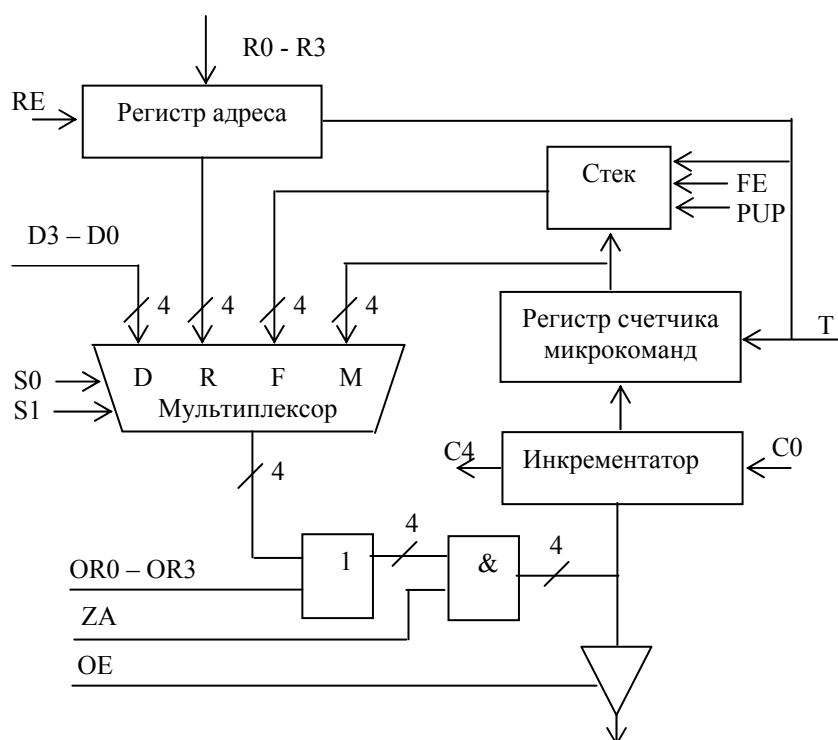 R0 - R3
RE
Регистр адреса
Стек
FE
PUP
D3 – D0
4
4
4
4
Регистр счетчика
микрокоманд
T
S0
S1
D R F M
Мультиплексор
4
C4
Инкрементатор
C0
OR0 – OR3
1
4
&
4
ZA
OE